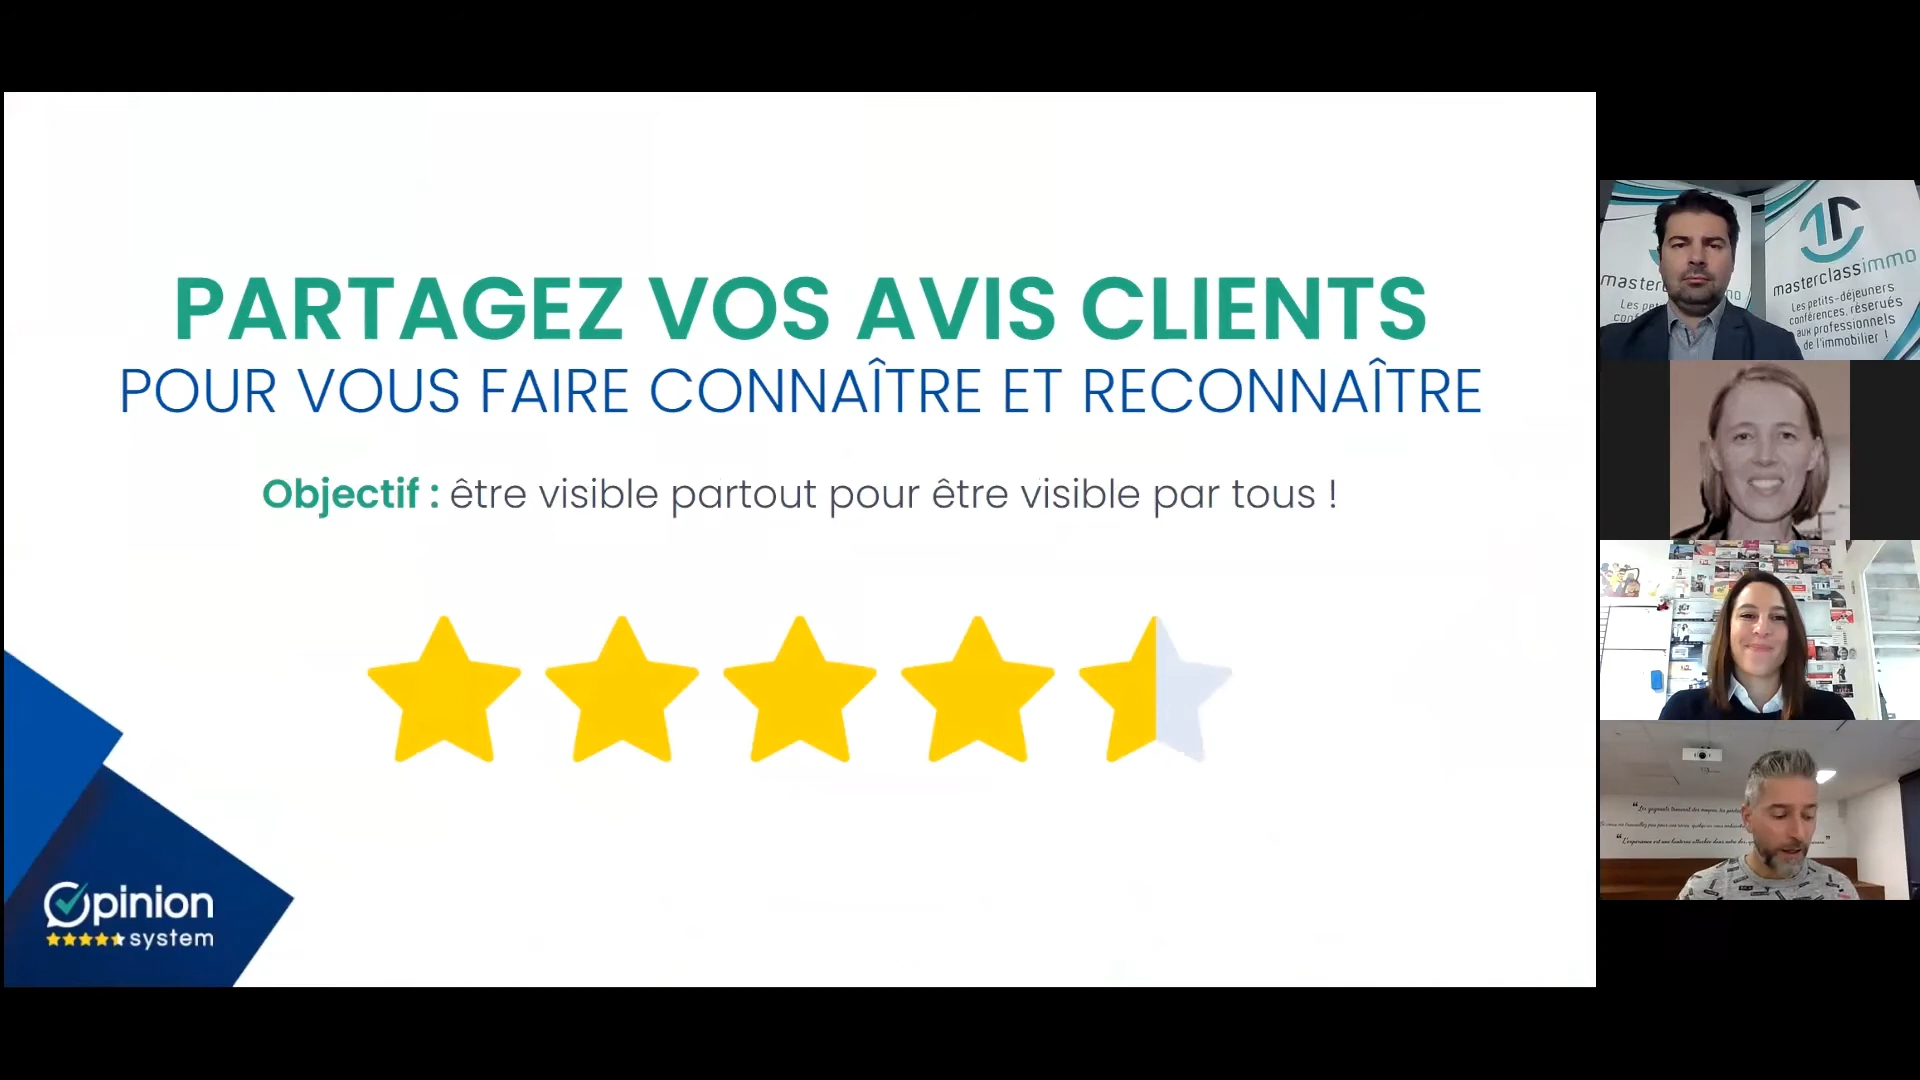 PARTAGEZ VOS AVIS CLIENTS
POUR VOUS FAIRE CONNAÎTRE ET RECONNAÎTRE
Objectif : être visible partout pour être visible par tous !
Opinion
system
masterclassimmo
Les petits-déjeuners
conférences, réservés
aux professionnels
de l'immobilier !